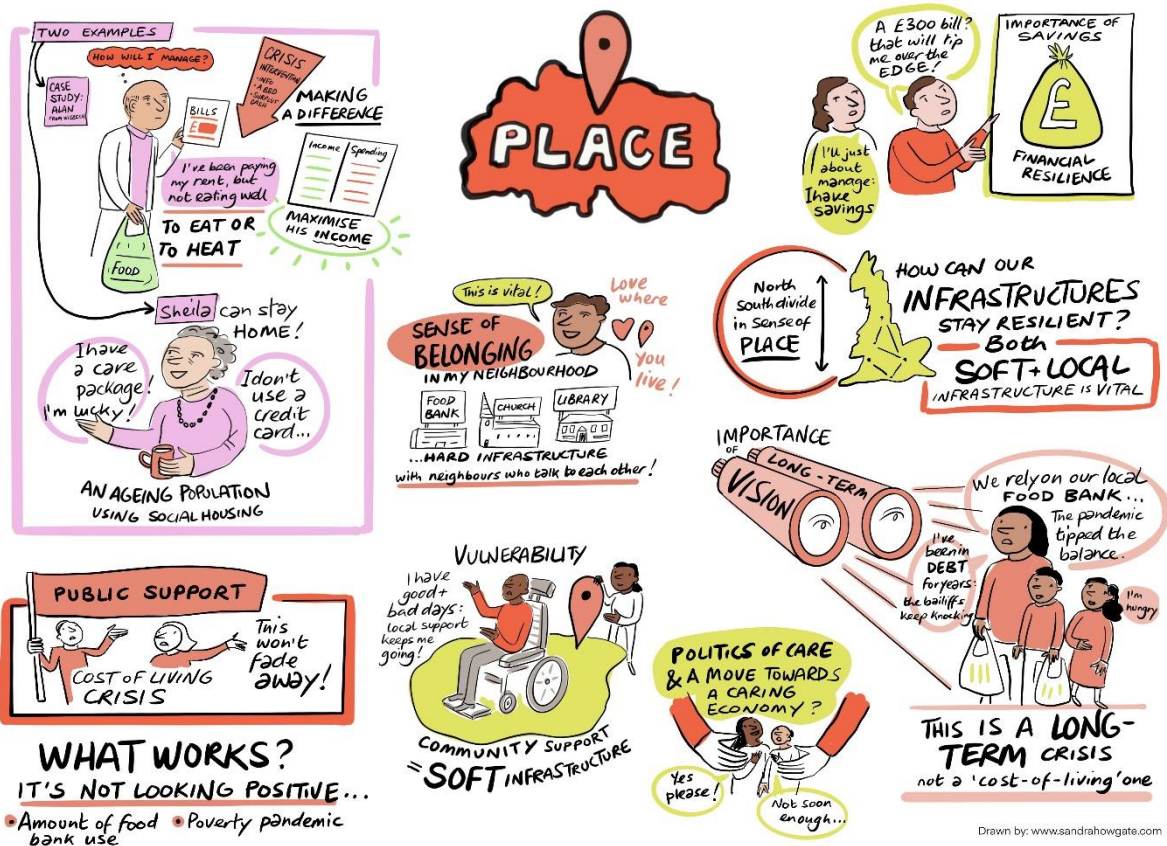 TWO EXAMPLES
HOW WILL I MANAGE?
CASE
STUDY:
ALAN
FROM WISBECH
BILLS
£
CRISIS
INTERVENTION
• INFO
• A BED
• SURPLUS
CASH
MAKING
A DIFFERENCE
Income
Spending
I've been paying
my rent, but
not eating well
TO EAT OR
TO HEAT
MAXIMISE
HIS INCOME
FOOD
Sheila can stay
HOME!
I have
a care
package!
I'm lucky!
I don't
use a
credit
card...
AN AGEING POPULATION
USING SOCIAL HOUSING
PLACE
A £300 bill?
that will tip
me over the
EDGE!
I'll just
about
manage:
I have
savings
IMPORTANCE OF
SAVINGS
£
FINANCIAL
RESILIENCE
This is vital!
SENSE OF
BELONGING
IN MY NEIGHBOURHOOD
Love
where
you
live!
FOOD
BANK
CHURCH
LIBRARY
...HARD INFRASTRUCTURE
with neighbours who talk to each other!
North
South divide
in sense of
PLACE
HOW CAN OUR
INFRASTRUCTURES
STAY RESILIENT?
Both
SOFT + LOCAL
INFRASTRUCTURE IS VITAL
IMPORTANCE
OF
LONG-TERM
VISION
We rely on our local
FOOD BANK...
The pandemic
tipped the
balance.
I've
been in
DEBT
for years:
the bailiffs
keep knocking
I'm
hungry
THIS IS A LONG-
TERM CRISIS
not a 'cost-of-living' one
PUBLIC SUPPORT
COST OF LIVING
CRISIS
This
won't
fade
away!
WHAT WORKS?
IT'S NOT LOOKING POSITIVE...
• Amount of food
bank use
• Poverty pandemic
VULNERABILITY
I have
good +
bad days:
local support
keeps me
going!
COMMUNITY SUPPORT
= SOFT INFRASTRUCTURE
POLITICS OF CARE
& A MOVE TOWARDS
A CARING
ECONOMY?
Yes
please!
Not soon
enough...
Drawn by: www.sandrahowgate.com